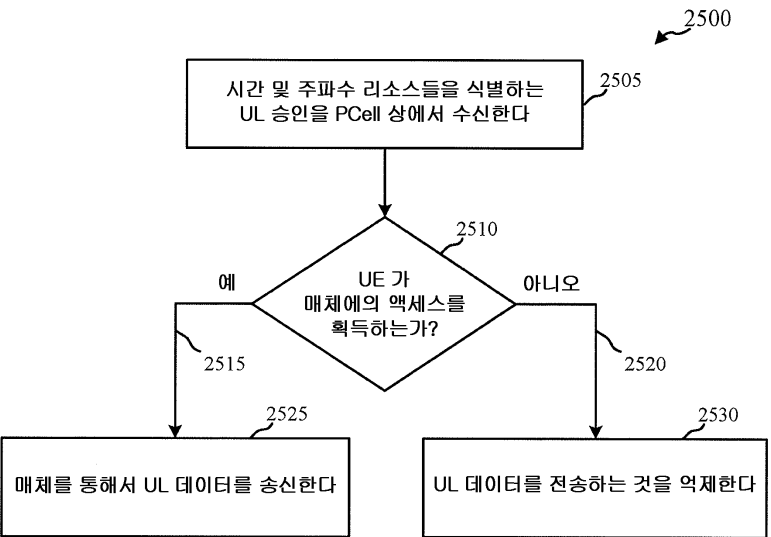 2500
시간 및 주파수 리소스들을 식별하는
UL 승인을 PCell 상에서 수신한다
2505
2510
UE 가
매체에의 액세스를
획득하는가?
예
아니오
2515
2520
2525
매체를 통해서 UL 데이터를 송신한다
2530
UL 데이터를 전송하는 것을 억제한다